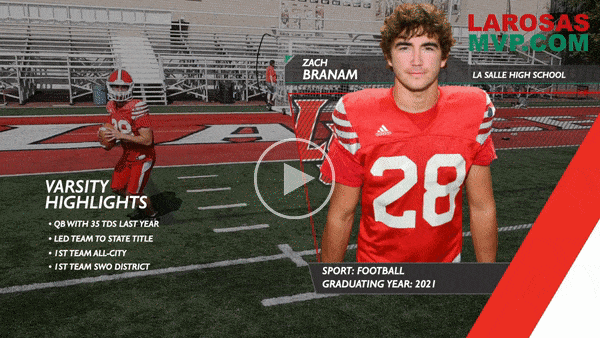 LAROSAS
MVP.COM
ZACH
BRANAM
LA SALLE HIGH SCHOOL
28
28
VARSITY
HIGHLIGHTS
• QB WITH 35 TDS LAST YEAR
• LED TEAM TO STATE TITLE
• 1ST TEAM ALL-CITY
• 1ST TEAM SWO DISTRICT
adidas
SPORT: FOOTBALL
GRADUATING YEAR: 2021